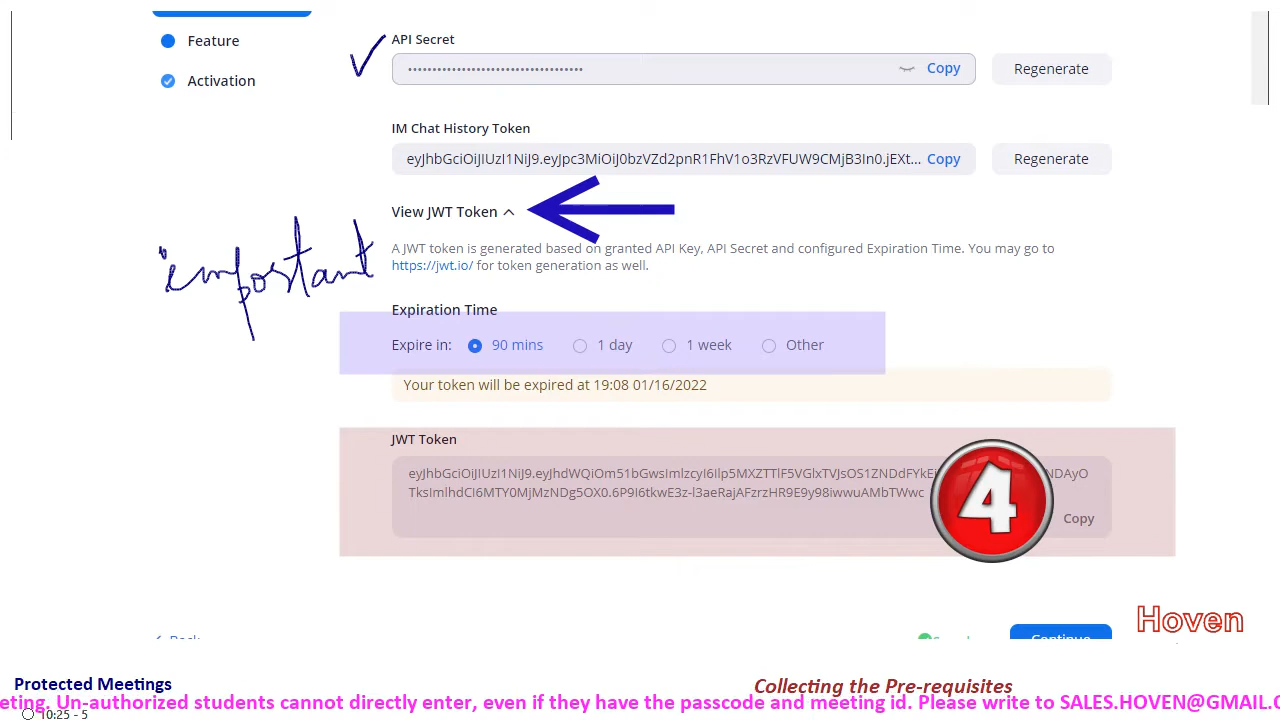 Feature
API Secret
Activation
Copy
Regenerate
IM Chat History Token
eyJhbGciOiJIUzI1NiJ9.eyJpc3MiOiJ0bzVZd2pnR1FhV1o3RzVFUW9CMjB3In0.jEXt...
Copy
Regenerate
View JWT Token
important
A JWT token is generated based on granted API Key, API Secret and configured Expiration Time. You may go to
https://jwt.io/ for token generation as well.
Expiration Time
Expire in: 90 mins 1 day 1 week Other
Your token will be expired at 19:08 01/16/2022
JWT Token
4
Copy
Back
Continue
Hoven
Protected Meetings
Collecting the Pre-requisites
eting. Un-authorized students cannot directly enter, even if they have the passcode and meeting id. Please write to SALES.HOVEN@GMAIL.C
10:25 - 5